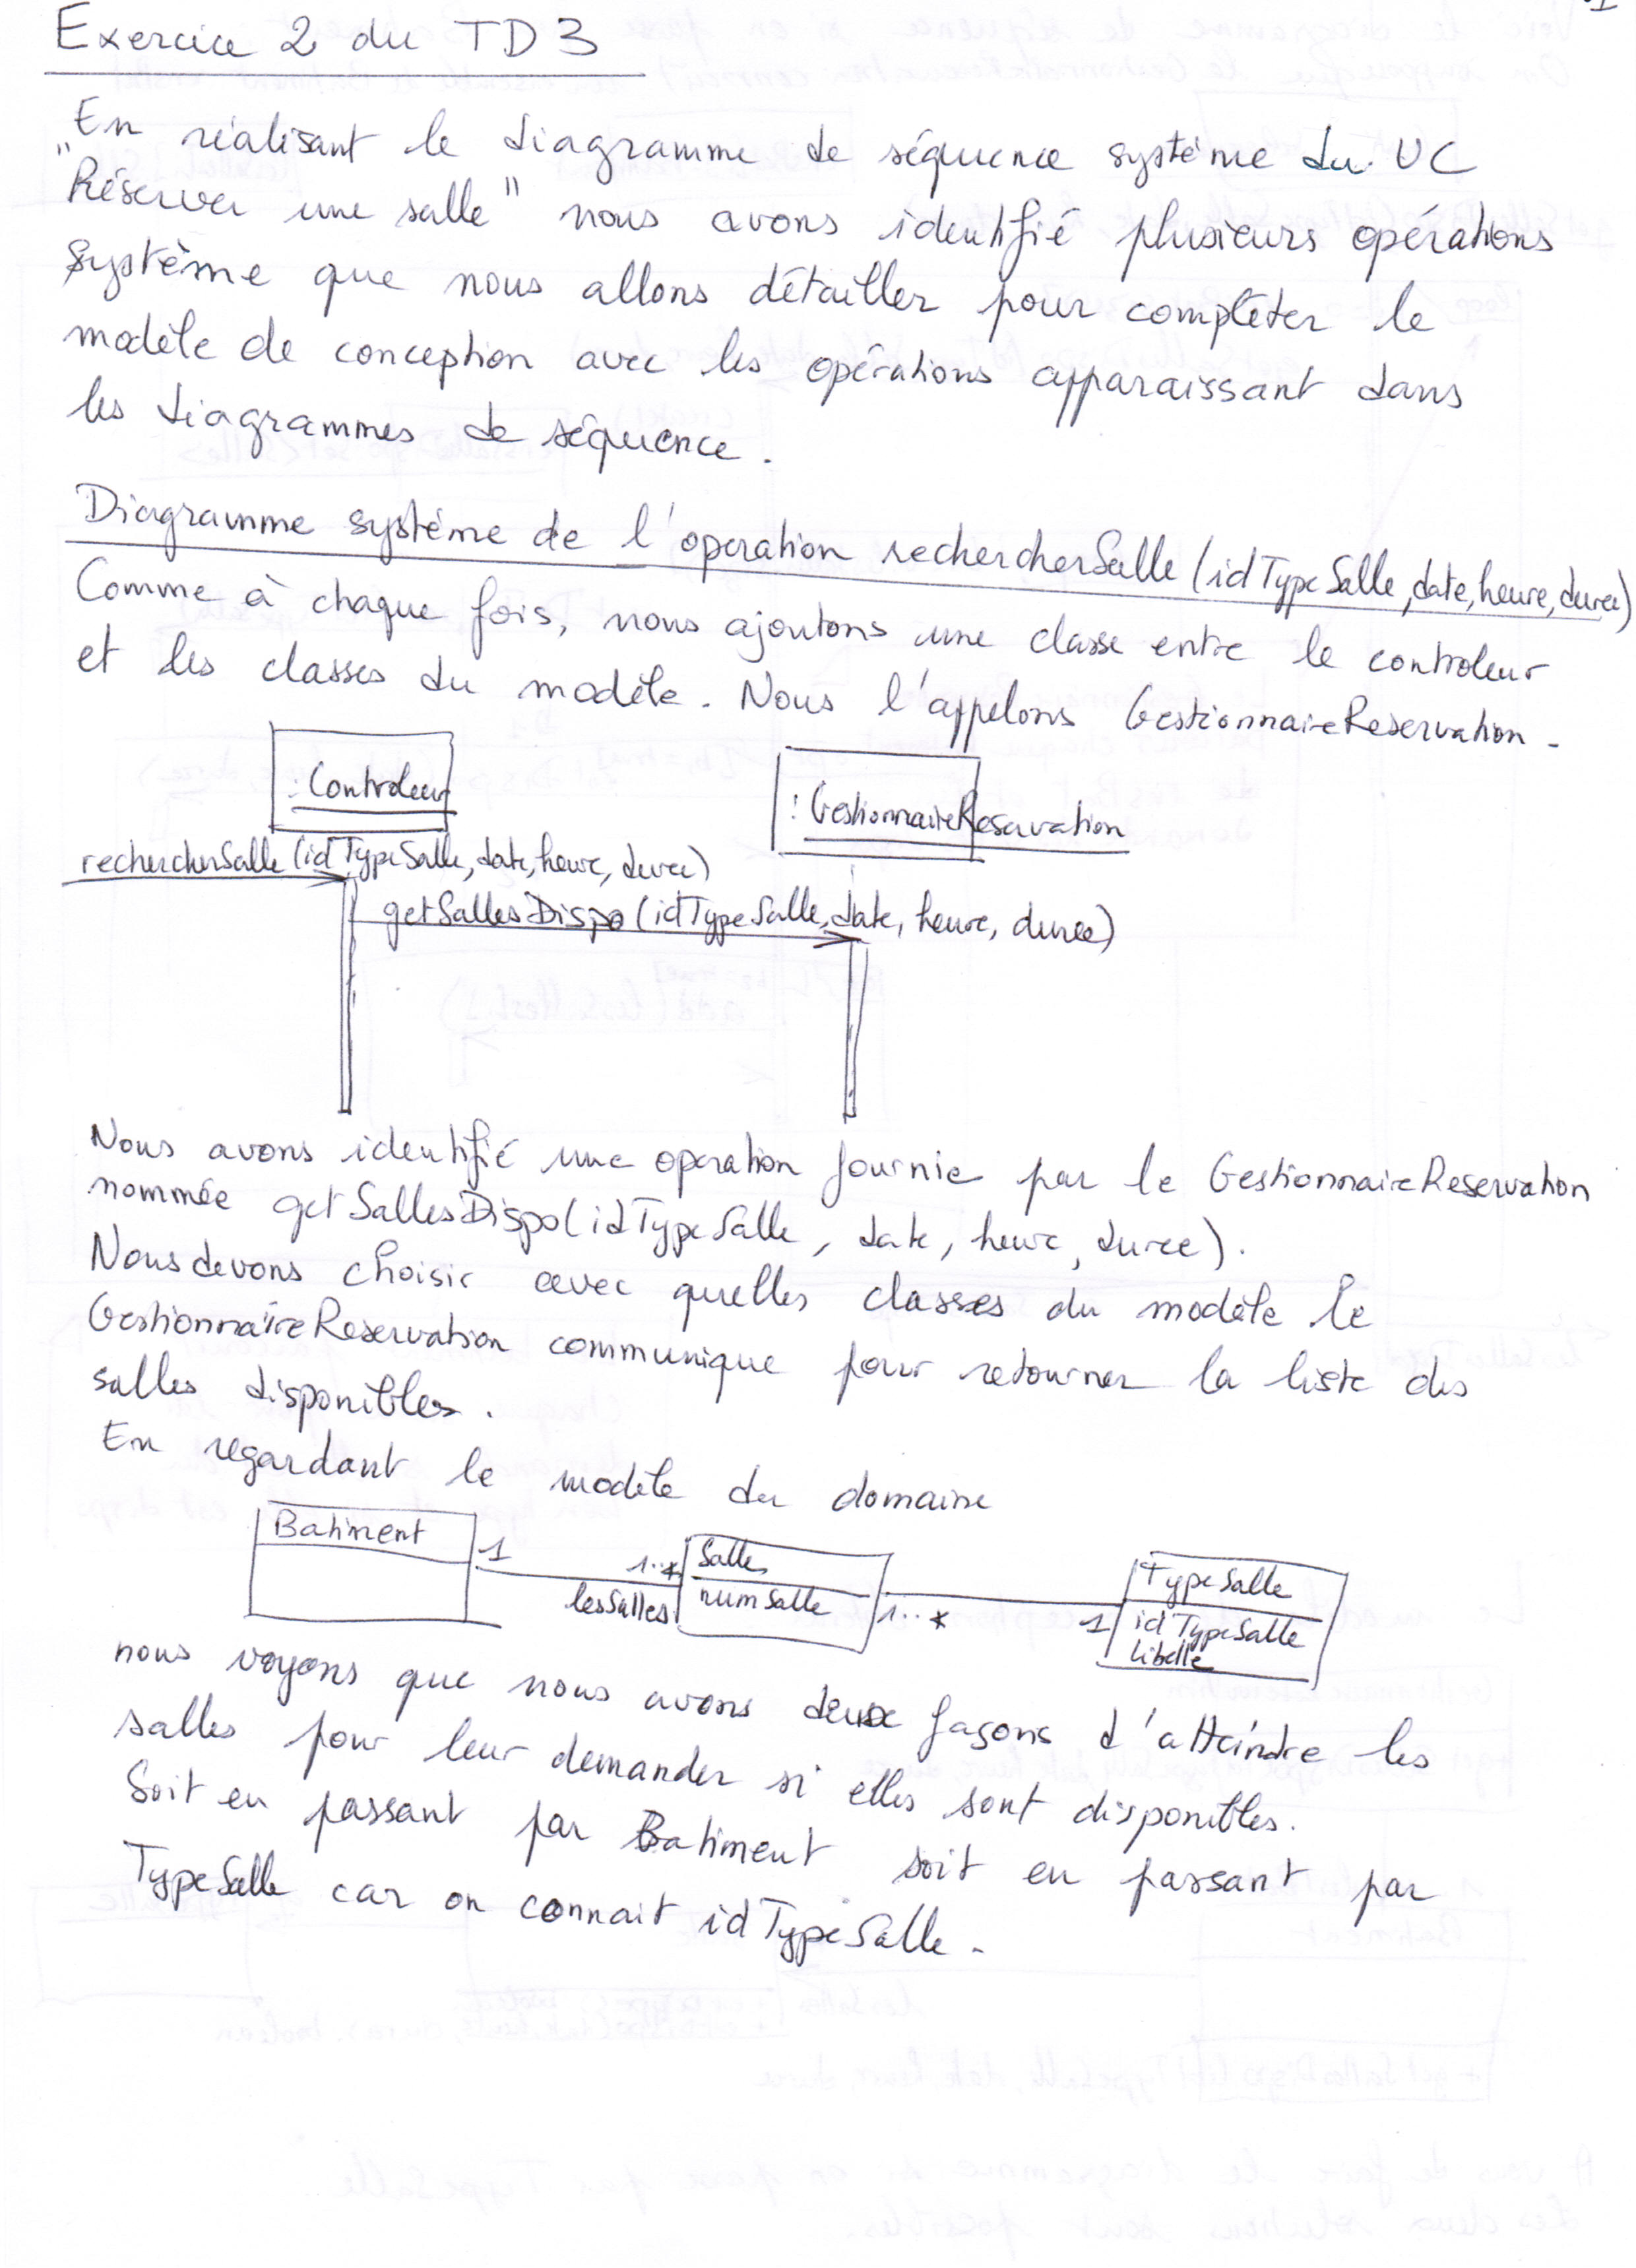 1
Exercice 2 du TD3
En réalisant le diagramme de séquence système du UC
"Réserver une salle" nous avons identifié plusieurs opérations
système que nous allons détailler pour compléter le
modèle de conception avec les opérations apparaissant dans
les diagrammes de séquence.
Diagramme système de l'operation rechercherSalle (idTypeSalle, date, heure, duree)
Comme à chaque fois, nous ajoutons une classe entre le controleur
et les classes du modèle. Nous l'appelons GestionnaireReservation.
: Controleur
: GestionnaireReservation
rechercherSalle (idTypeSalle, date, heure, duree)
getSallesDispo (idTypeSalle, date, heure, duree)
Nous avons identifié une operation fournie par le GestionnaireReservation
nommée getSallesDispo(idTypeSalle, date, heure, duree).
Nous devons choisir avec quelles classes du modèle le
GestionnaireReservation communique pour retourner la liste des
salles disponibles.
En regardant le modèle du domaine
Batiment
1
1..*
lesSalles
Salle
numSalle
1..*
1
TypeSalle
idTypeSalle
libelle
nous voyons que nous avons deux façons d'atteindre les
salles pour leur demander si elles sont disponibles.
Soit en passant par Batiment soit en passant par
TypeSalle car on connait idTypeSalle.